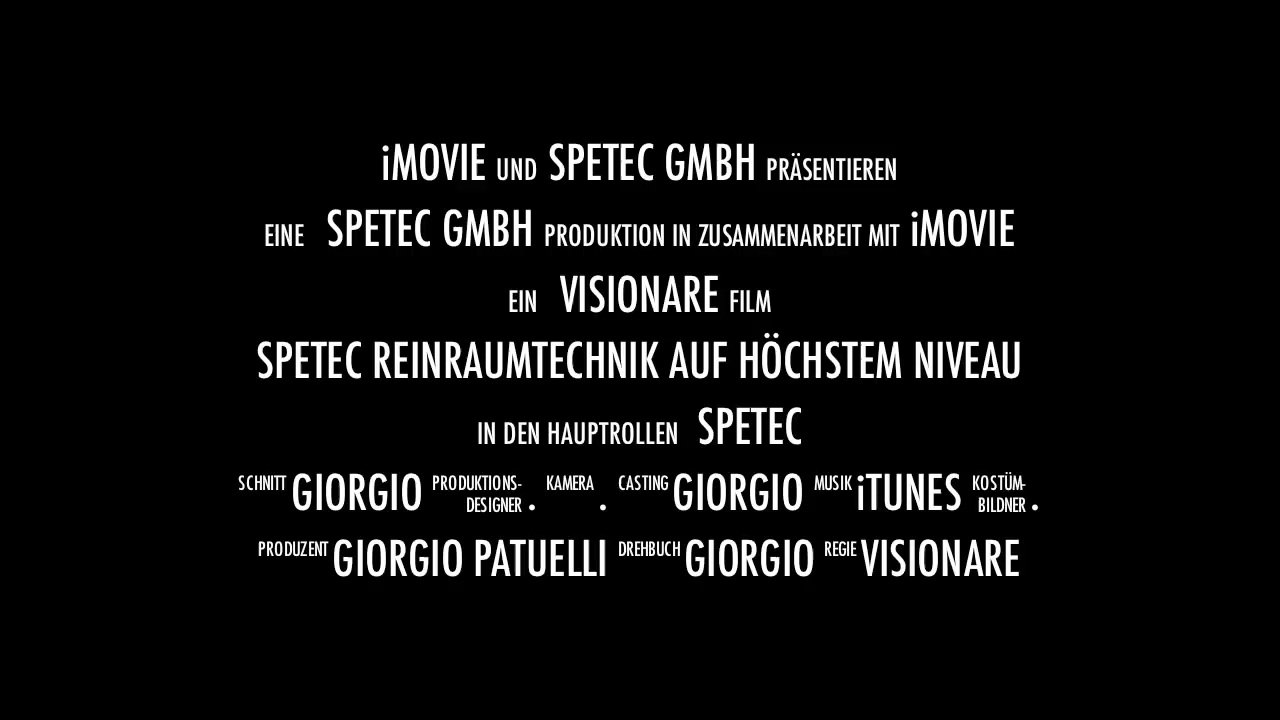 iMOVIE UND SPETEC GMBH PRÄSENTIEREN
EINE SPETEC GMBH PRODUKTION IN ZUSAMMENARBEIT MIT iMOVIE
EIN VISIONARE FILM
SPETEC REINRAUMTECHNIK AUF HÖCHSTEM NIVEAU
IN DEN HAUPTROLLEN SPETEC
SCHNITT GIORGIO PRODUKTIONS-DESIGNER . KAMERA . CASTING GIORGIO MUSIK iTUNES KOSTÜM-BILDNER .
PRODUZENT GIORGIO PATUELLI DREHBUCH GIORGIO REGIE VISIONARE